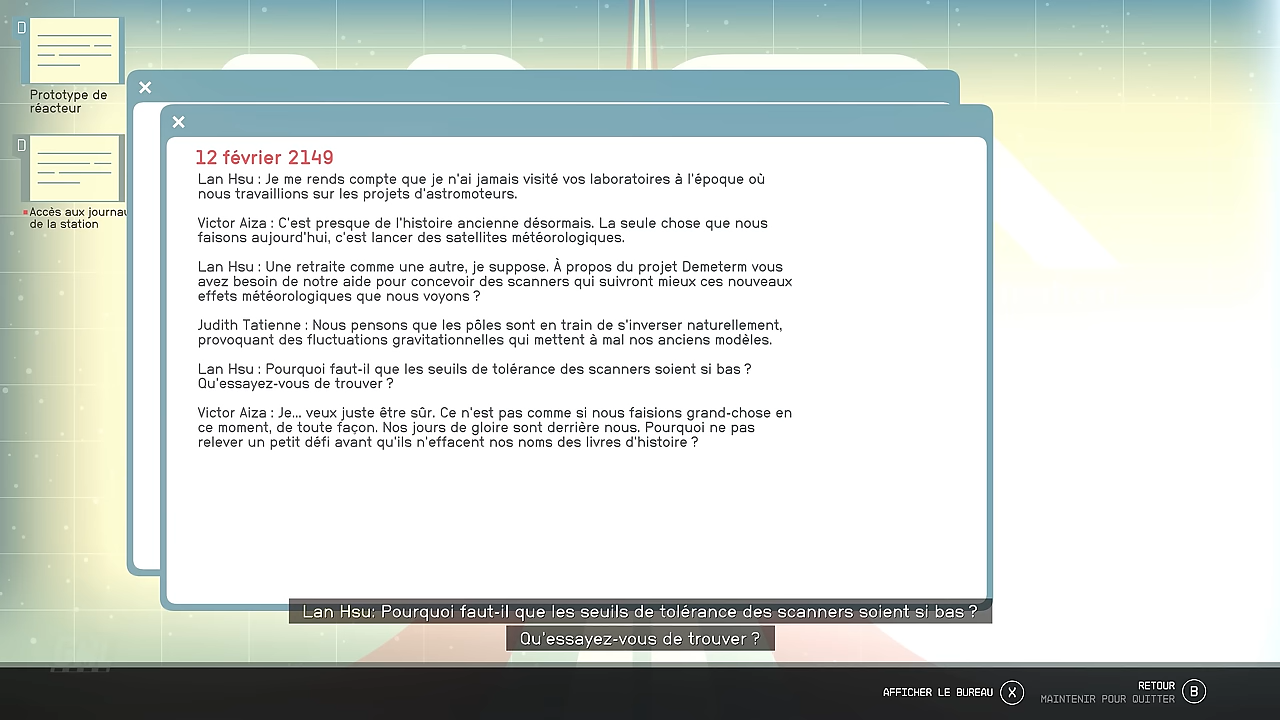 D
Prototype de
réacteur
D
Accès aux journau
de la station
12 février 2149
Lan Hsu : Je me rends compte que je n'ai jamais visité vos laboratoires à l'époque où
nous travaillions sur les projets d'astromoteurs.
Victor Aiza : C'est presque de l'histoire ancienne désormais. La seule chose que nous
faisons aujourd'hui, c'est lancer des satellites météorologiques.
Lan Hsu : Une retraite comme une autre, je suppose. À propos du projet Demeterm vous
avez besoin de notre aide pour concevoir des scanners qui suivront mieux ces nouveaux
effets météorologiques que nous voyons ?
Judith Tatienne : Nous pensons que les pôles sont en train de s'inverser naturellement,
provoquant des fluctuations gravitationnelles qui mettent à mal nos anciens modèles.
Lan Hsu : Pourquoi faut-il que les seuils de tolérance des scanners soient si bas ?
Qu'essayez-vous de trouver ?
Victor Aiza : Je... veux juste être sûr. Ce n'est pas comme si nous faisions grand-chose en
ce moment, de toute façon. Nos jours de gloire sont derrière nous. Pourquoi ne pas
relever un petit défi avant qu'ils n'effacent nos noms des livres d'histoire ?
Lan Hsu: Pourquoi faut-il que les seuils de tolérance des scanners soient si bas ?
Qu'essayez-vous de trouver ?
AFFICHER LE BUREAU X
RETOUR
MAINTENIR POUR QUITTER B